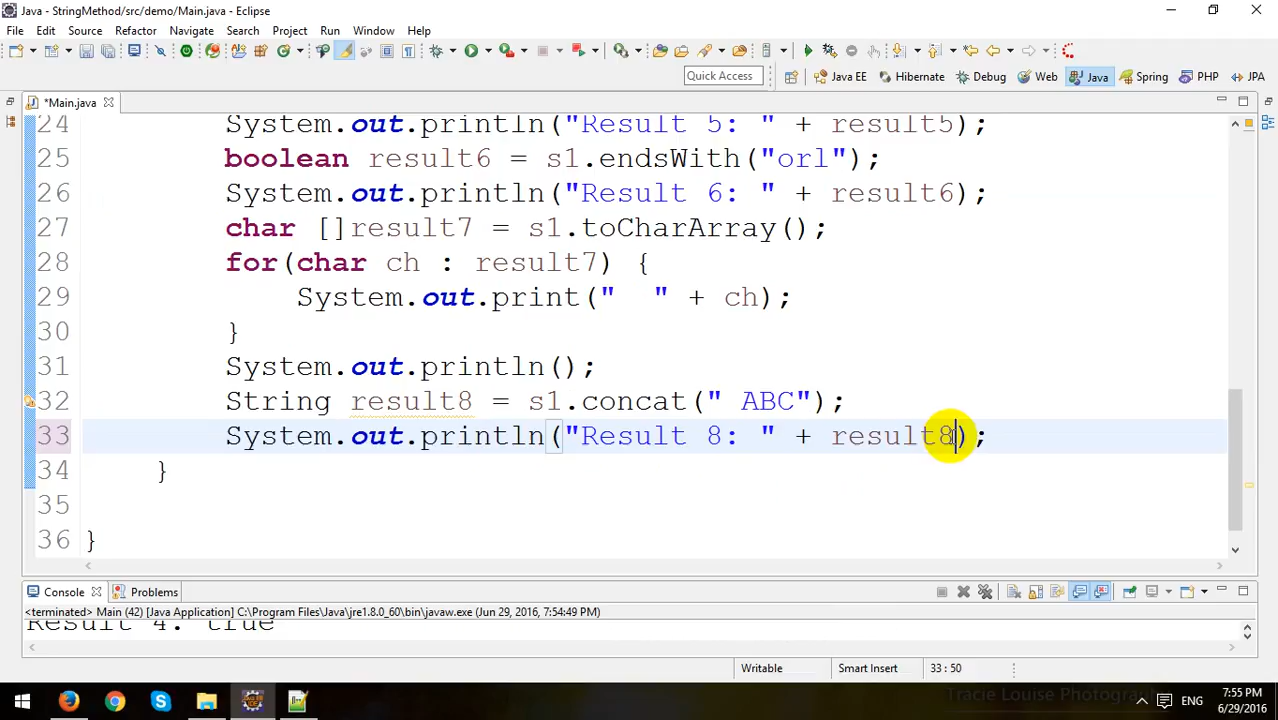 Java - StringMethod/src/demo/Main.java - Eclipse
File Edit Source Refactor Navigate Search Project Run Window Help
Quick Access Java EE Hibernate Debug Web Java Spring PHP JPA
*Main.java
24 System.out.println("Result 5: " + result5);
25 boolean result6 = s1.endsWith("orl");
26 System.out.println("Result 6: " + result6);
27 char []result7 = s1.toCharArray();
28 for(char ch : result7) {
29 System.out.print("  " + ch);
30 }
31 System.out.println();
32 String result8 = s1.concat(" ABC");
33 System.out.println("Result 8: " + result8);
34 }
35
36 }
Console Problems
<terminated> Main (42) [Java Application] C:\Program Files\Java\jre1.8.0_60\bin\javaw.exe (Jun 29, 2016, 7:54:49 PM)
Result 4: true
Writable Smart Insert 33 : 50
Tracie Louise Photography
ENG 7:55 PM
6/29/2016